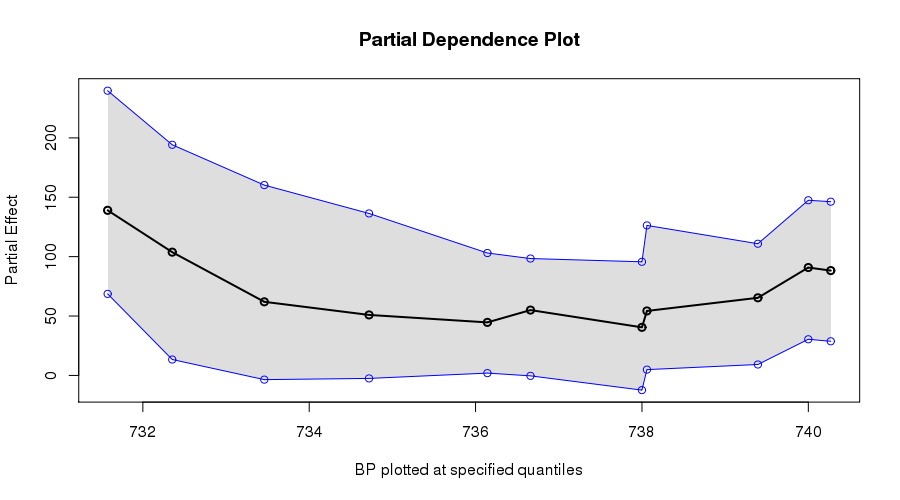 Partial Dependence Plot
Partial Effect
200
150
100
50
0
732 734 736 738 740
BP plotted at specified quantiles